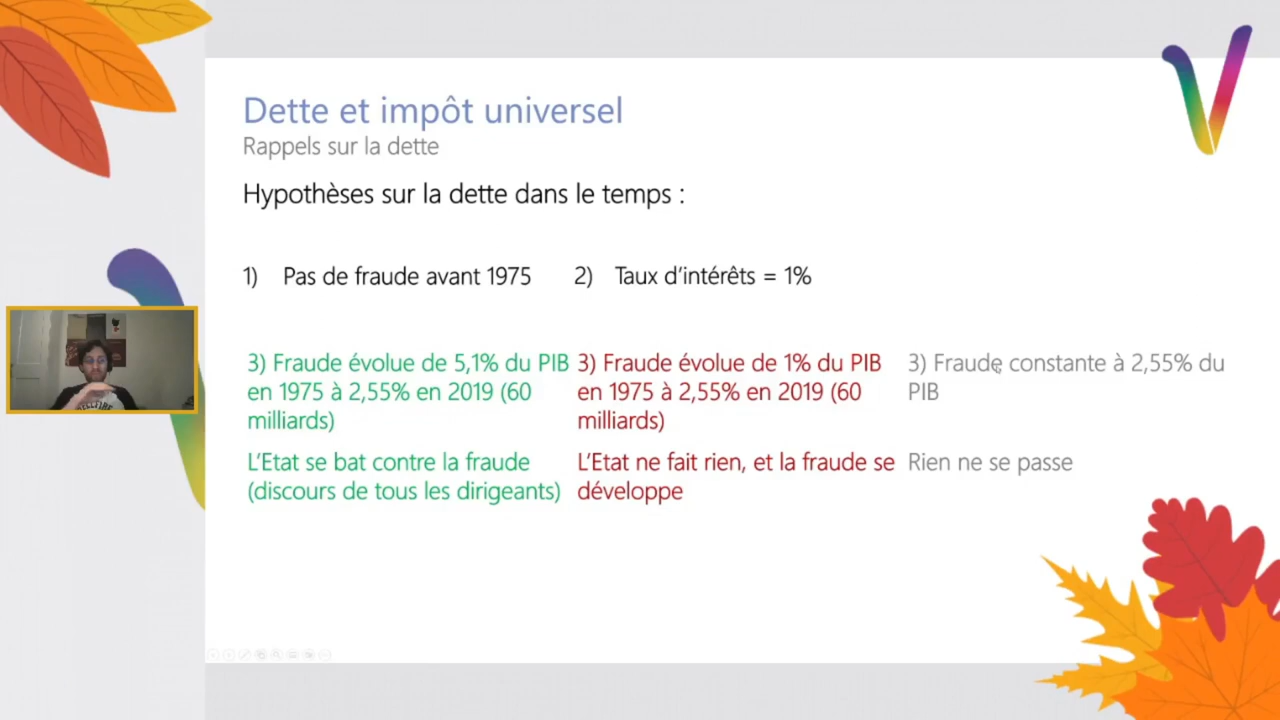 Dette et impôt universel
Rappels sur la dette
Hypothèses sur la dette dans le temps :
1) Pas de fraude avant 1975
2) Taux d'intérêts = 1%
3) Fraude évolue de 5,1% du PIB
en 1975 à 2,55% en 2019 (60
milliards)
L'Etat se bat contre la fraude
(discours de tous les dirigeants)
3) Fraude évolue de 1% du PIB
en 1975 à 2,55% en 2019 (60
milliards)
L'Etat ne fait rien, et la fraude se
développe
3) Fraude constante à 2,55% du
PIB
Rien ne se passe